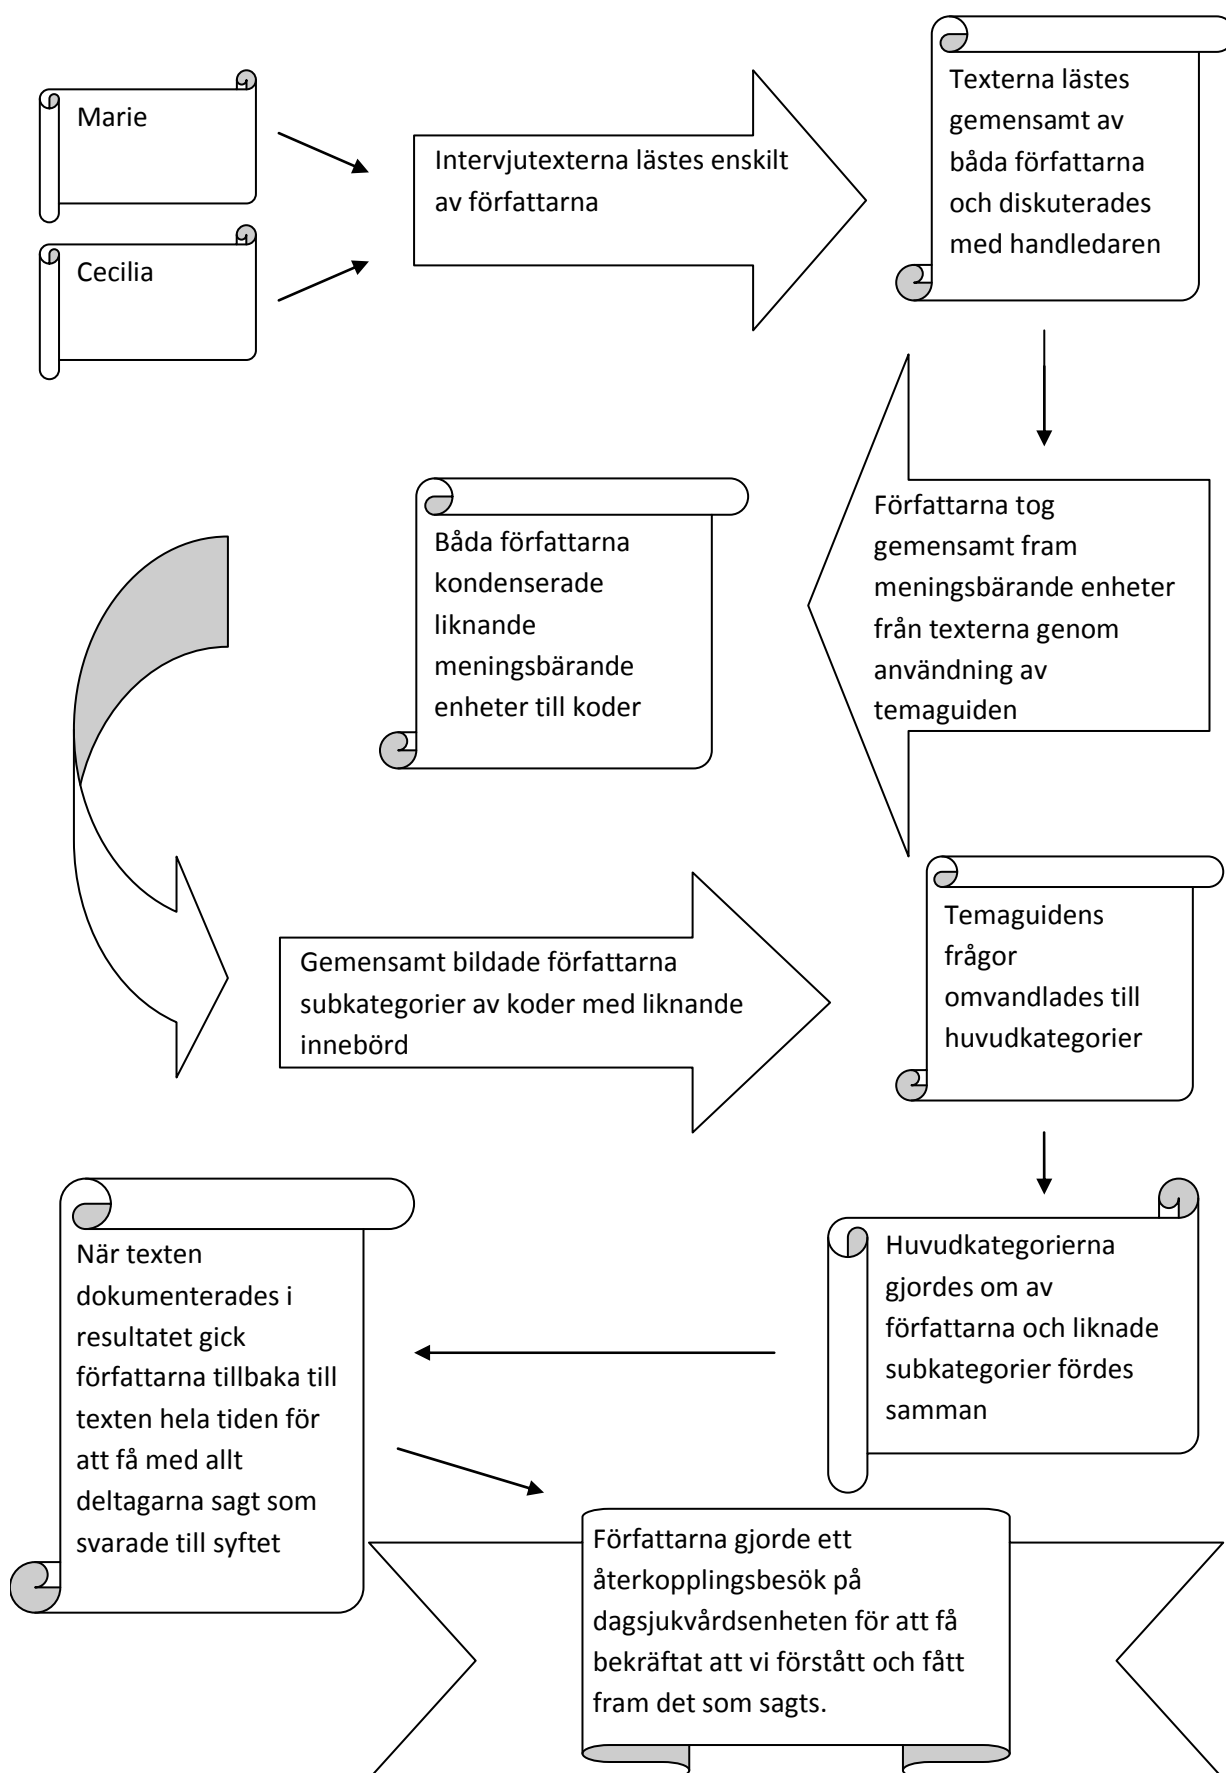 Marie
Cecilia
Intervjutexterna lästes enskilt
av författarna
Texterna lästes
gemensamt av
båda författarna
och diskuterades
med handledaren
Författarna tog
gemensamt fram
meningsbärande enheter
från texterna genom
användning av
temaguiden
Båda författarna
kondenserade
liknande
meningsbärande
enheter till koder
Gemensamt bildade författarna
subkategorier av koder med liknande
innebörd
Temaguidens
frågor
omvandlades till
huvudkategorier
Huvudkategorierna
gjordes om av
författarna och liknade
subkategorier fördes
samman
När texten
dokumenterades i
resultatet gick
författarna tillbaka till
texten hela tiden för
att få med allt
deltagarna sagt som
svarade till syftet
Författarna gjorde ett
återkopplingsbesök på
dagsjukvårdsenheten för att få
bekräftat att vi förstått och fått
fram det som sagts.